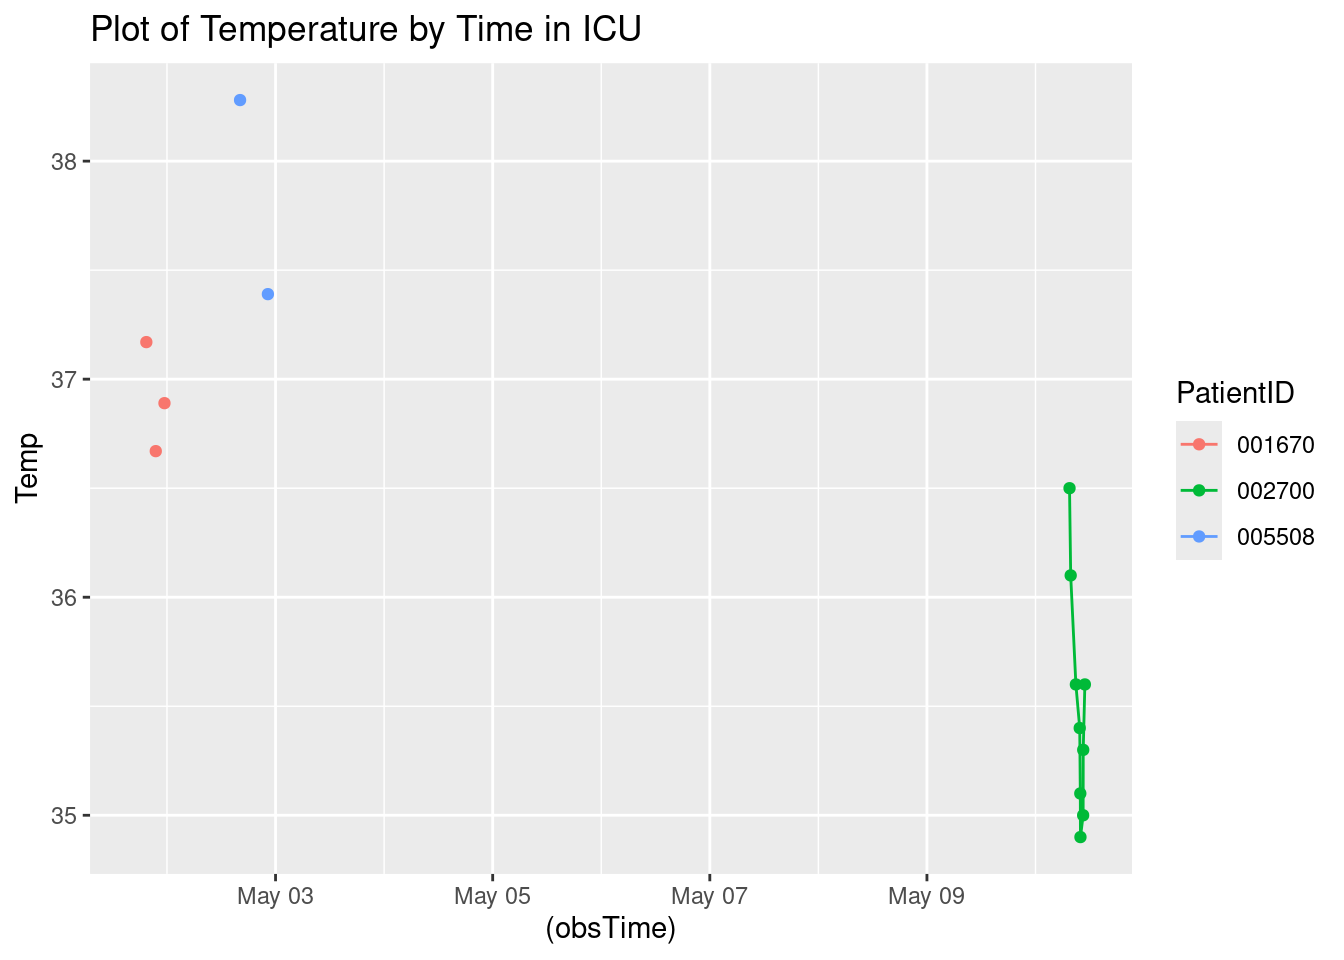 Plot of Temperature by Time in ICU
38
37
36
35
Temp
May 03
May 05
May 07
May 09
(obsTime)
PatientID
001670
002700
005508